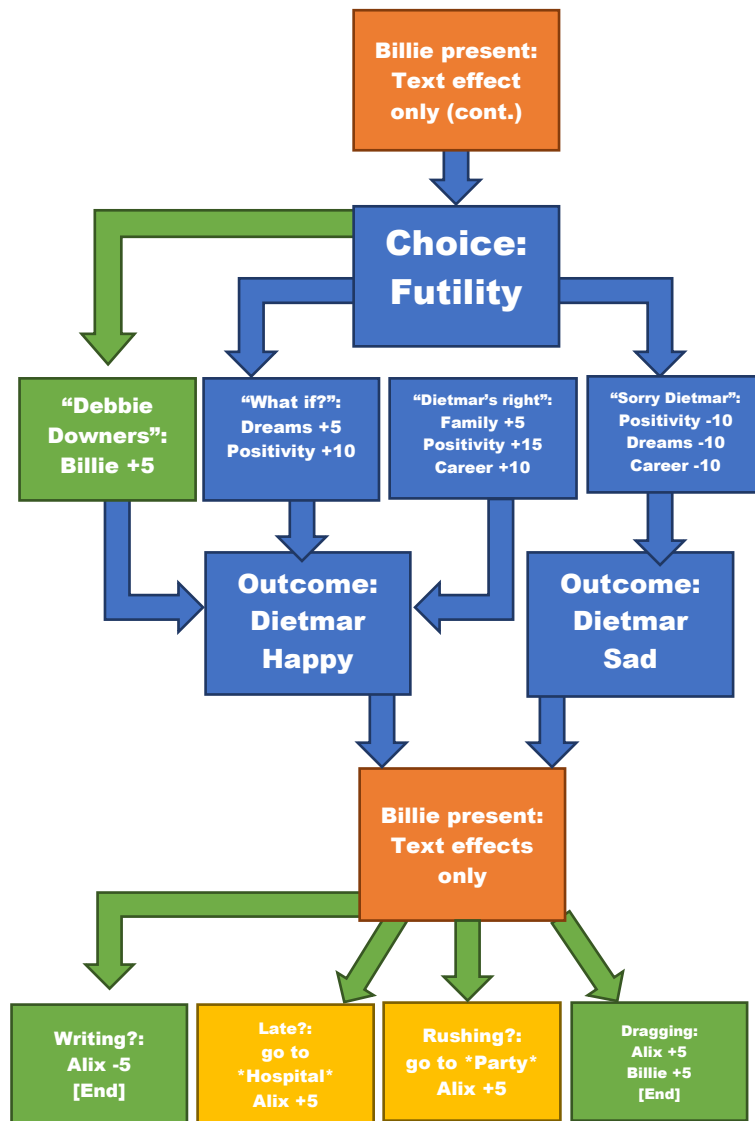 Billie present:
Text effect
only (cont.)
Choice:
Futility
“Debbie
Downers”:
Billie +5
“What if?”:
Dreams +5
Positivity +10
“Dietmar’s right”:
Family +5
Positivity +15
Career +10
“Sorry Dietmar”:
Positivity -10
Dreams -10
Career -10
Outcome:
Dietmar
Happy
Outcome:
Dietmar
Sad
Billie present:
Text effects
only
Writing?:
Alix -5
[End]
Late?:
go to
*Hospital*
Alix +5
Rushing?:
go to *Party*
Alix +5
Dragging:
Alix +5
Billie +5
[End]